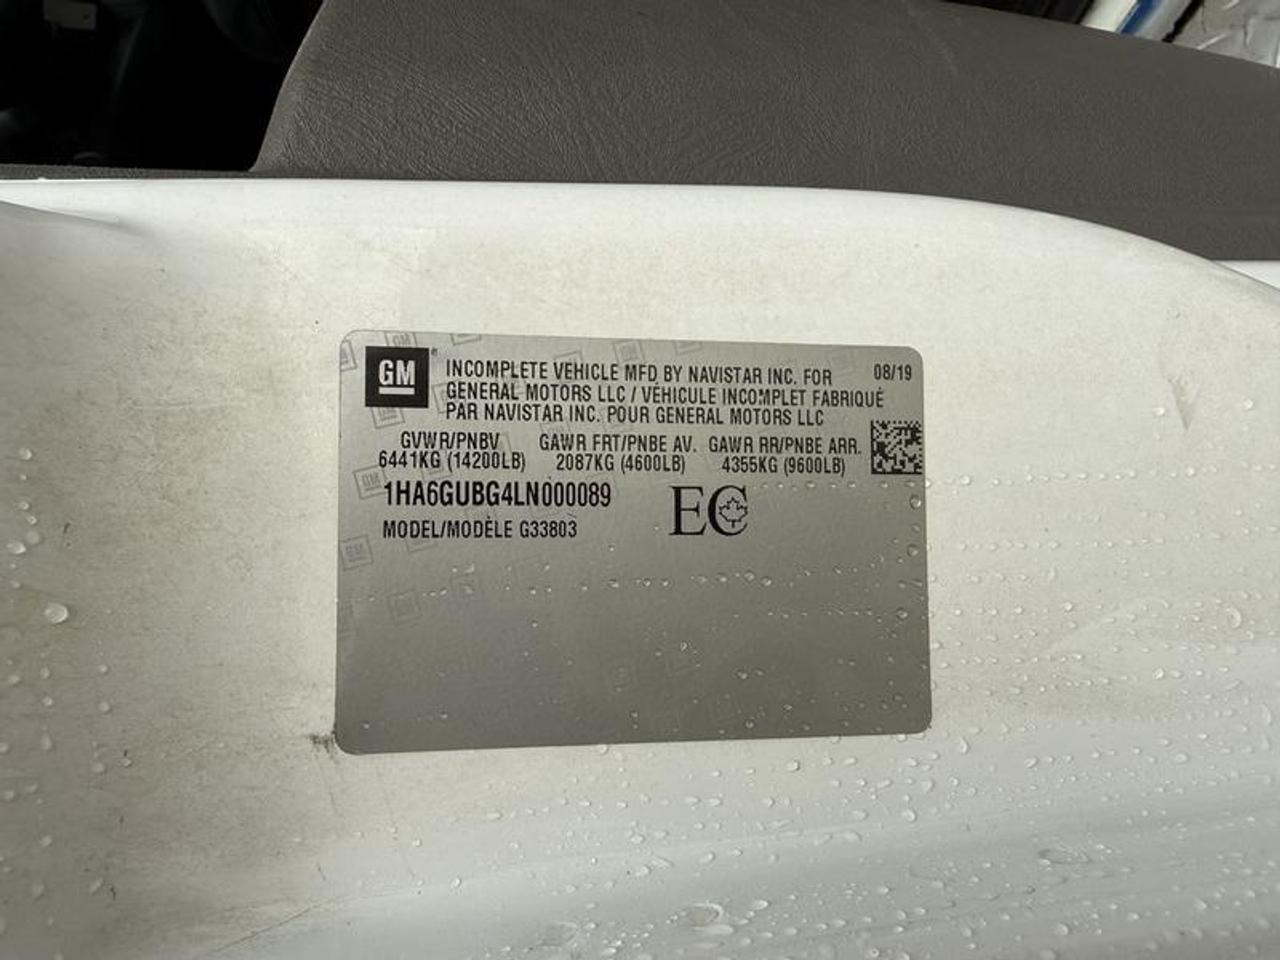 GM
INCOMPLETE VEHICLE MFD BY NAVISTAR INC. FOR 08/19
GENERAL MOTORS LLC / VÉHICULE INCOMPLET FABRIQUÉ
PAR NAVISTAR INC. POUR GENERAL MOTORS LLC
GVWR/PNBV GAWR FRT/PNBE AV. GAWR RR/PNBE ARR.
6441KG (14200LB) 2087KG (4600LB) 4355KG (9600LB)
1HA6GUBG4LN000089 EC
MODEL/MODÈLE G33803